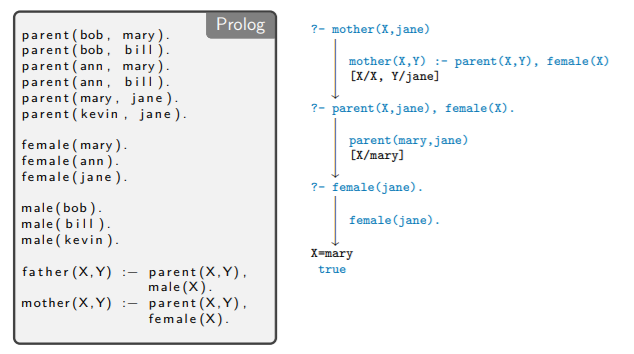 Prolog
parent(bob, mary).
parent(bob, bill).
parent(ann, mary).
parent(ann, bill).
parent(mary, jane).
parent(kevin, jane).
female(mary).
female(ann).
female(jane).
male(bob).
male(bill).
male(kevin).
father(X,Y) :– parent(X,Y),
male(X).
mother(X,Y) :– parent(X,Y),
female(X).
?- mother(X,jane)
mother(X,Y) :- parent(X,Y), female(X)
[X/X, Y/jane]
?- parent(X,jane), female(X).
parent(mary,jane)
[X/mary]
?- female(jane).
female(jane).
X=mary
true